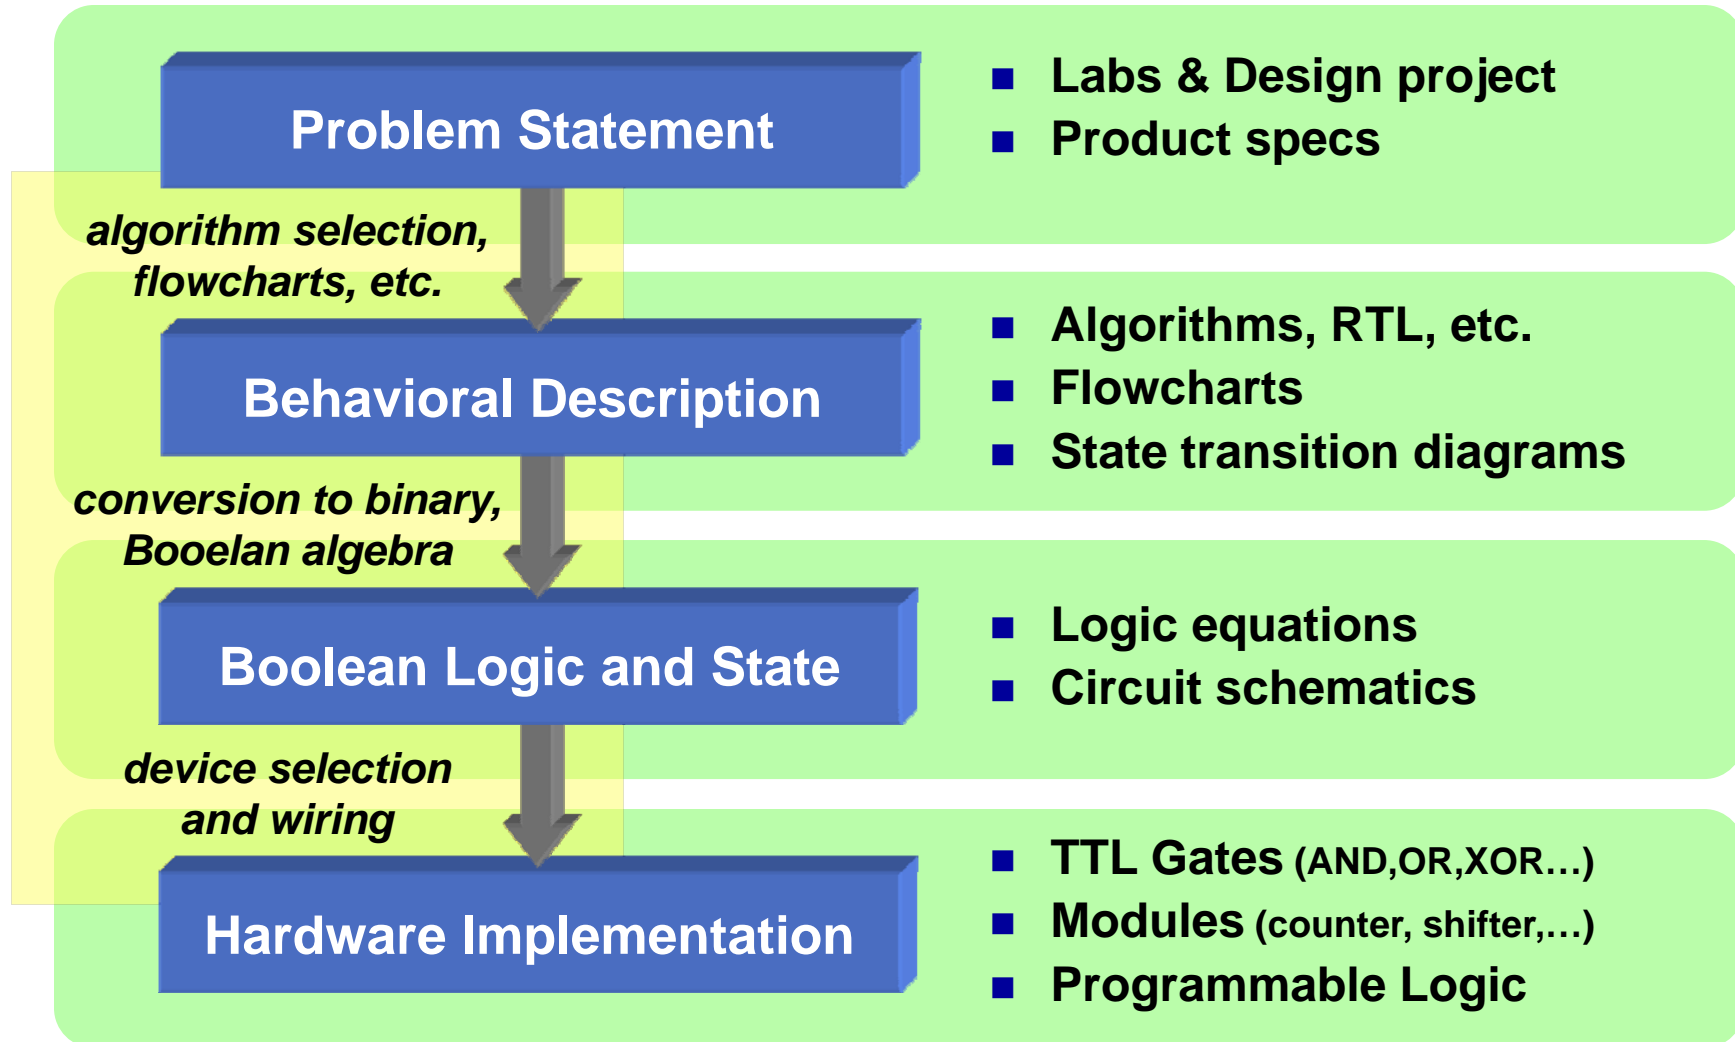 Problem Statement
Labs & Design project
Product specs
algorithm selection,
flowcharts, etc.
Behavioral Description
Algorithms, RTL, etc.
Flowcharts
State transition diagrams
conversion to binary,
Booelan algebra
Boolean Logic and State
Logic equations
Circuit schematics
device selection
and wiring
Hardware Implementation
TTL Gates (AND,OR,XOR…)
Modules (counter, shifter,…)
Programmable Logic